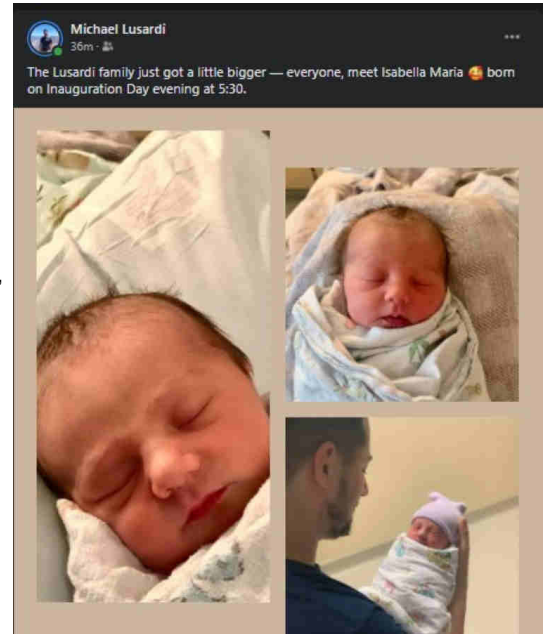 Michael Lusardi
36m ·
The Lusardi family just got a little bigger — everyone, meet Isabella Maria 🥰 born
on Inauguration Day evening at 5:30.